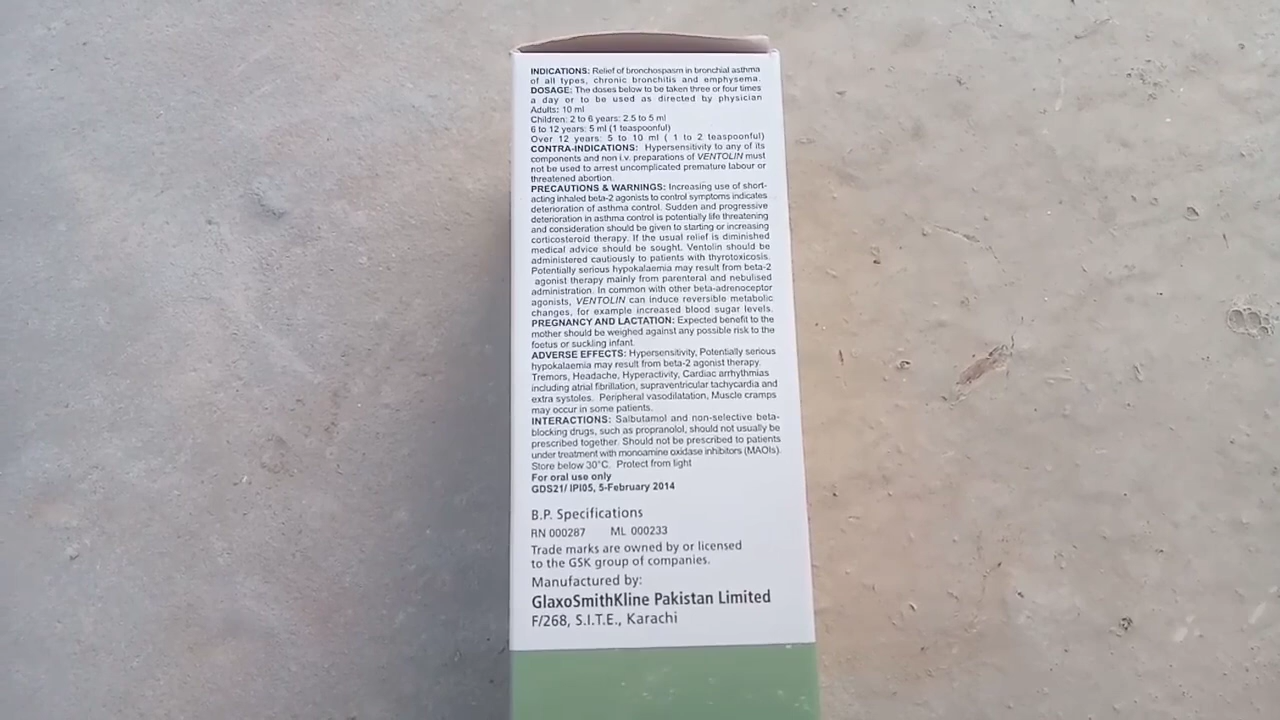 INDICATIONS: Relief of bronchospasm in bronchial asthma
of all types, chronic bronchitis and emphysema.
DOSAGE: The doses below to be taken three or four times
a day or to be used as directed by physician
Adults: 10 ml
Children: 2 to 6 years: 2.5 to 5 ml
6 to 12 years: 5 ml (1 teaspoonful)
Over 12 years: 5 to 10 ml ( 1 to 2 teaspoonful)
CONTRA-INDICATIONS: Hypersensitivity to any of its
components and non i.v. preparations of VENTOLIN must
not be used to arrest uncomplicated premature labour or
threatened abortion.
PRECAUTIONS & WARNINGS: Increasing use of short-
acting inhaled beta-2 agonists to control symptoms indicates
deterioration of asthma control. Sudden and progressive
deterioration in asthma control is potentially life threatening
and consideration should be given to starting or increasing
corticosteroid therapy. If the usual relief is diminished
medical advice should be sought. Ventolin should be
administered cautiously to patients with thyrotoxicosis.
Potentially serious hypokalaemia may result from beta-2
agonist therapy mainly from parenteral and nebulised
administration. In common with other beta-adrenoceptor
agonists, VENTOLIN can induce reversible metabolic
changes, for example increased blood sugar levels.
PREGNANCY AND LACTATION: Expected benefit to the
mother should be weighed against any possible risk to the
foetus or suckling infant.
ADVERSE EFFECTS: Hypersensitivity, Potentially serious
hypokalaemia may result from beta-2 agonist therapy.
Tremors, Headache, Hyperactivity, Cardiac arrhythmias
including atrial fibrillation, supraventricular tachycardia and
extra systoles. Peripheral vasodilatation, Muscle cramps
may occur in some patients.
INTERACTIONS: Salbutamol and non-selective beta-
blocking drugs, such as propranolol, should not usually be
prescribed together. Should not be prescribed to patients
under treatment with monoamine oxidase inhibitors (MAOIs).
Store below 30°C. Protect from light
For oral use only
GDS21/ IPI05, 5-February 2014
B.P. Specifications
RN 000287 ML 000233
Trade marks are owned by or licensed
to the GSK group of companies.
Manufactured by:
GlaxoSmithKline Pakistan Limited
F/268, S.I.T.E., Karachi